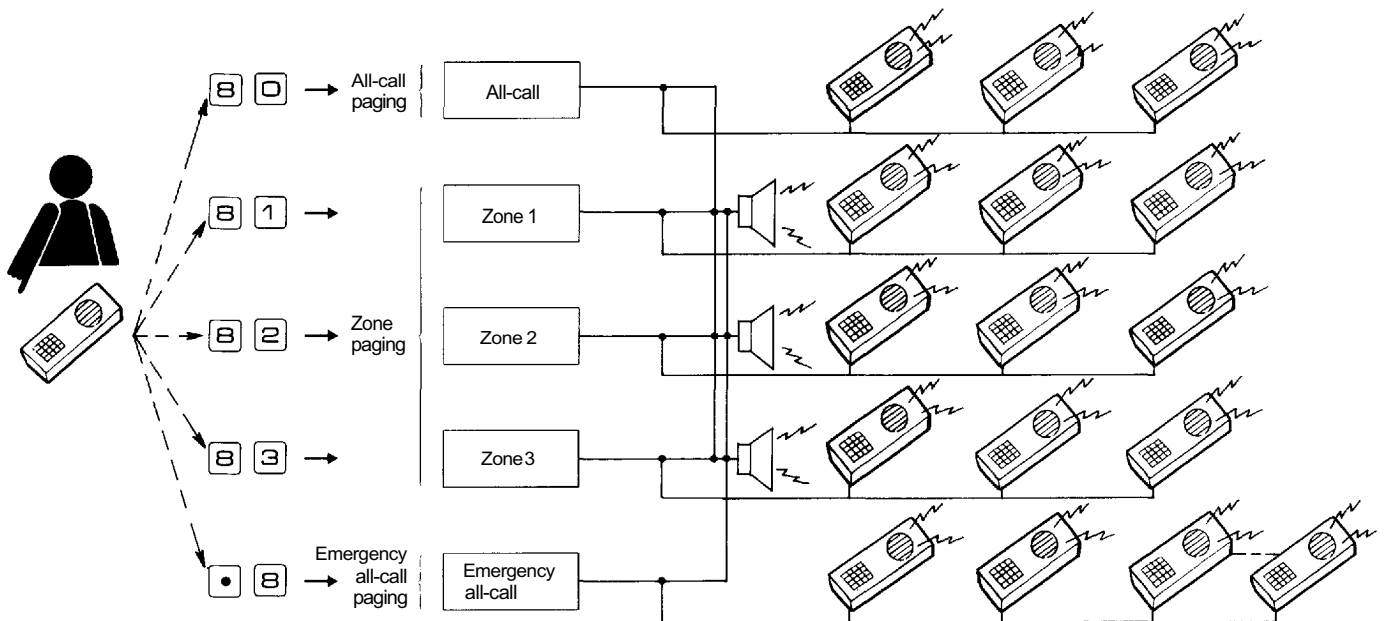 8 0
All-call
paging
All-call
8 1
Zone 1
8 2
Zone
paging
Zone 2
8 3
Zone 3
• 8
Emergency
all-call
paging
Emergency
all-call